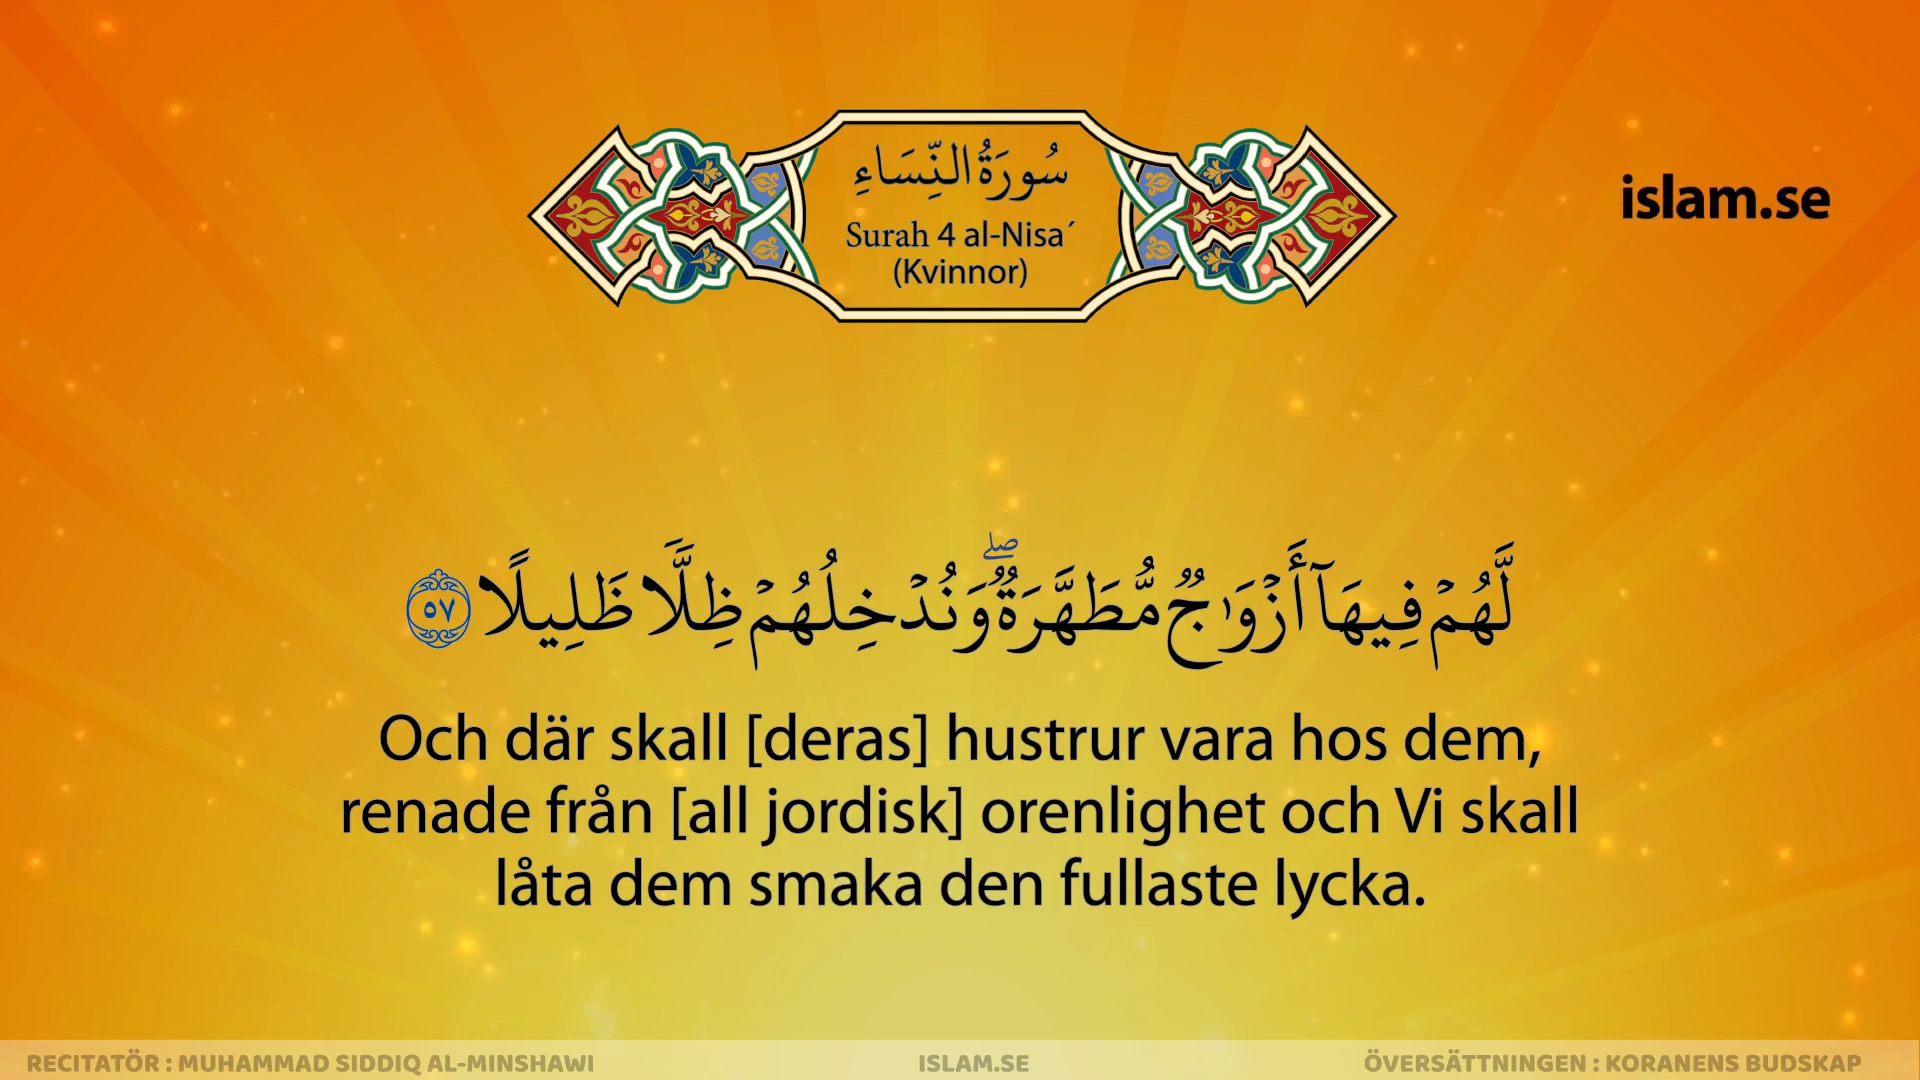 سُورَةُ النِّسَاءِ
Surah 4 al-Nisa´
(Kvinnor)
islam.se
لَّهُمۡ فِيهَآ أَزۡوَٰجٞ مُّطَهَّرَةٞۖ وَنُدۡخِلُهُمۡ ظِلّٗا ظَلِيلًا ٥٧
Och där skall [deras] hustrur vara hos dem,
renade från [all jordisk] orenlighet och Vi skall
låta dem smaka den fullaste lycka.
RECITATÖR : MUHAMMAD SIDDIQ AL-MINSHAWI
ISLAM.SE
ÖVERSÄTTNINGEN : KORANENS BUDSKAP